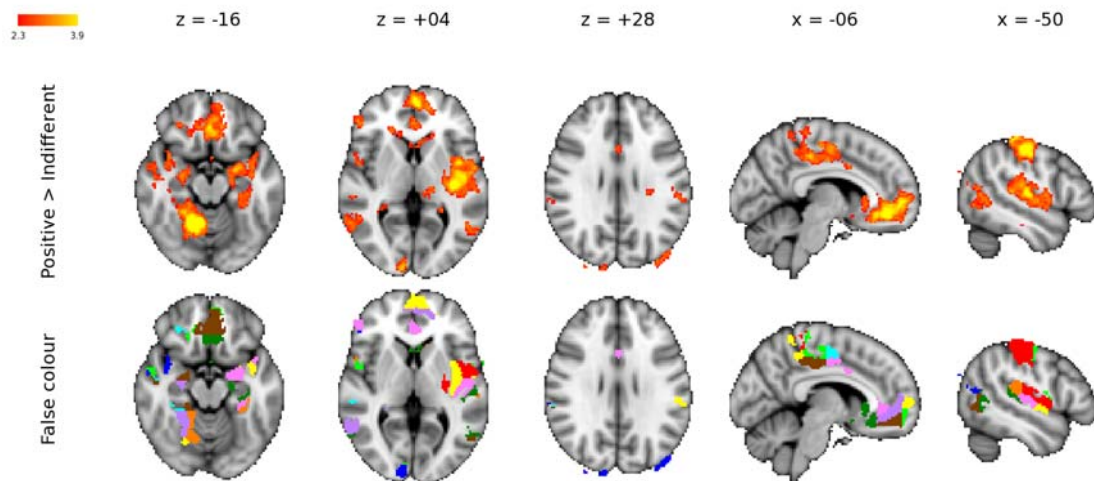 z = -16 z = +04 z = +28 x = -06 x = -50
2.3 3.9
Positive > Indifferent
False colour